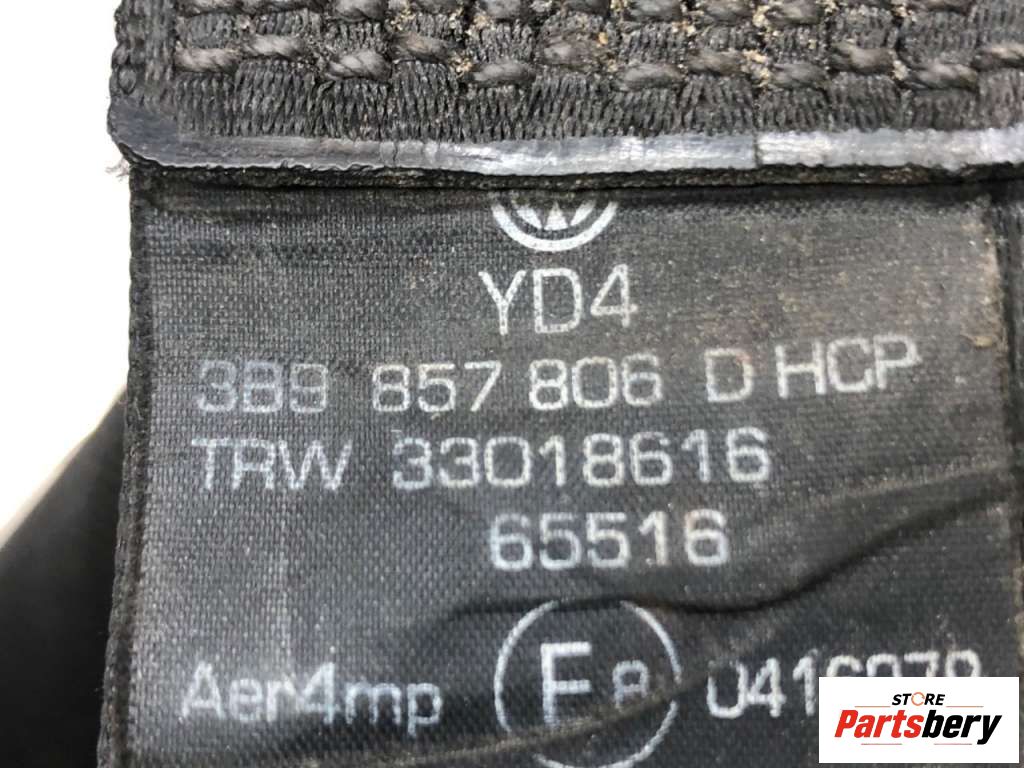 YD4
3B9 857 806 D HCP
TRW 33018616
65516
Aer4mp E8
STORE
Partsbery